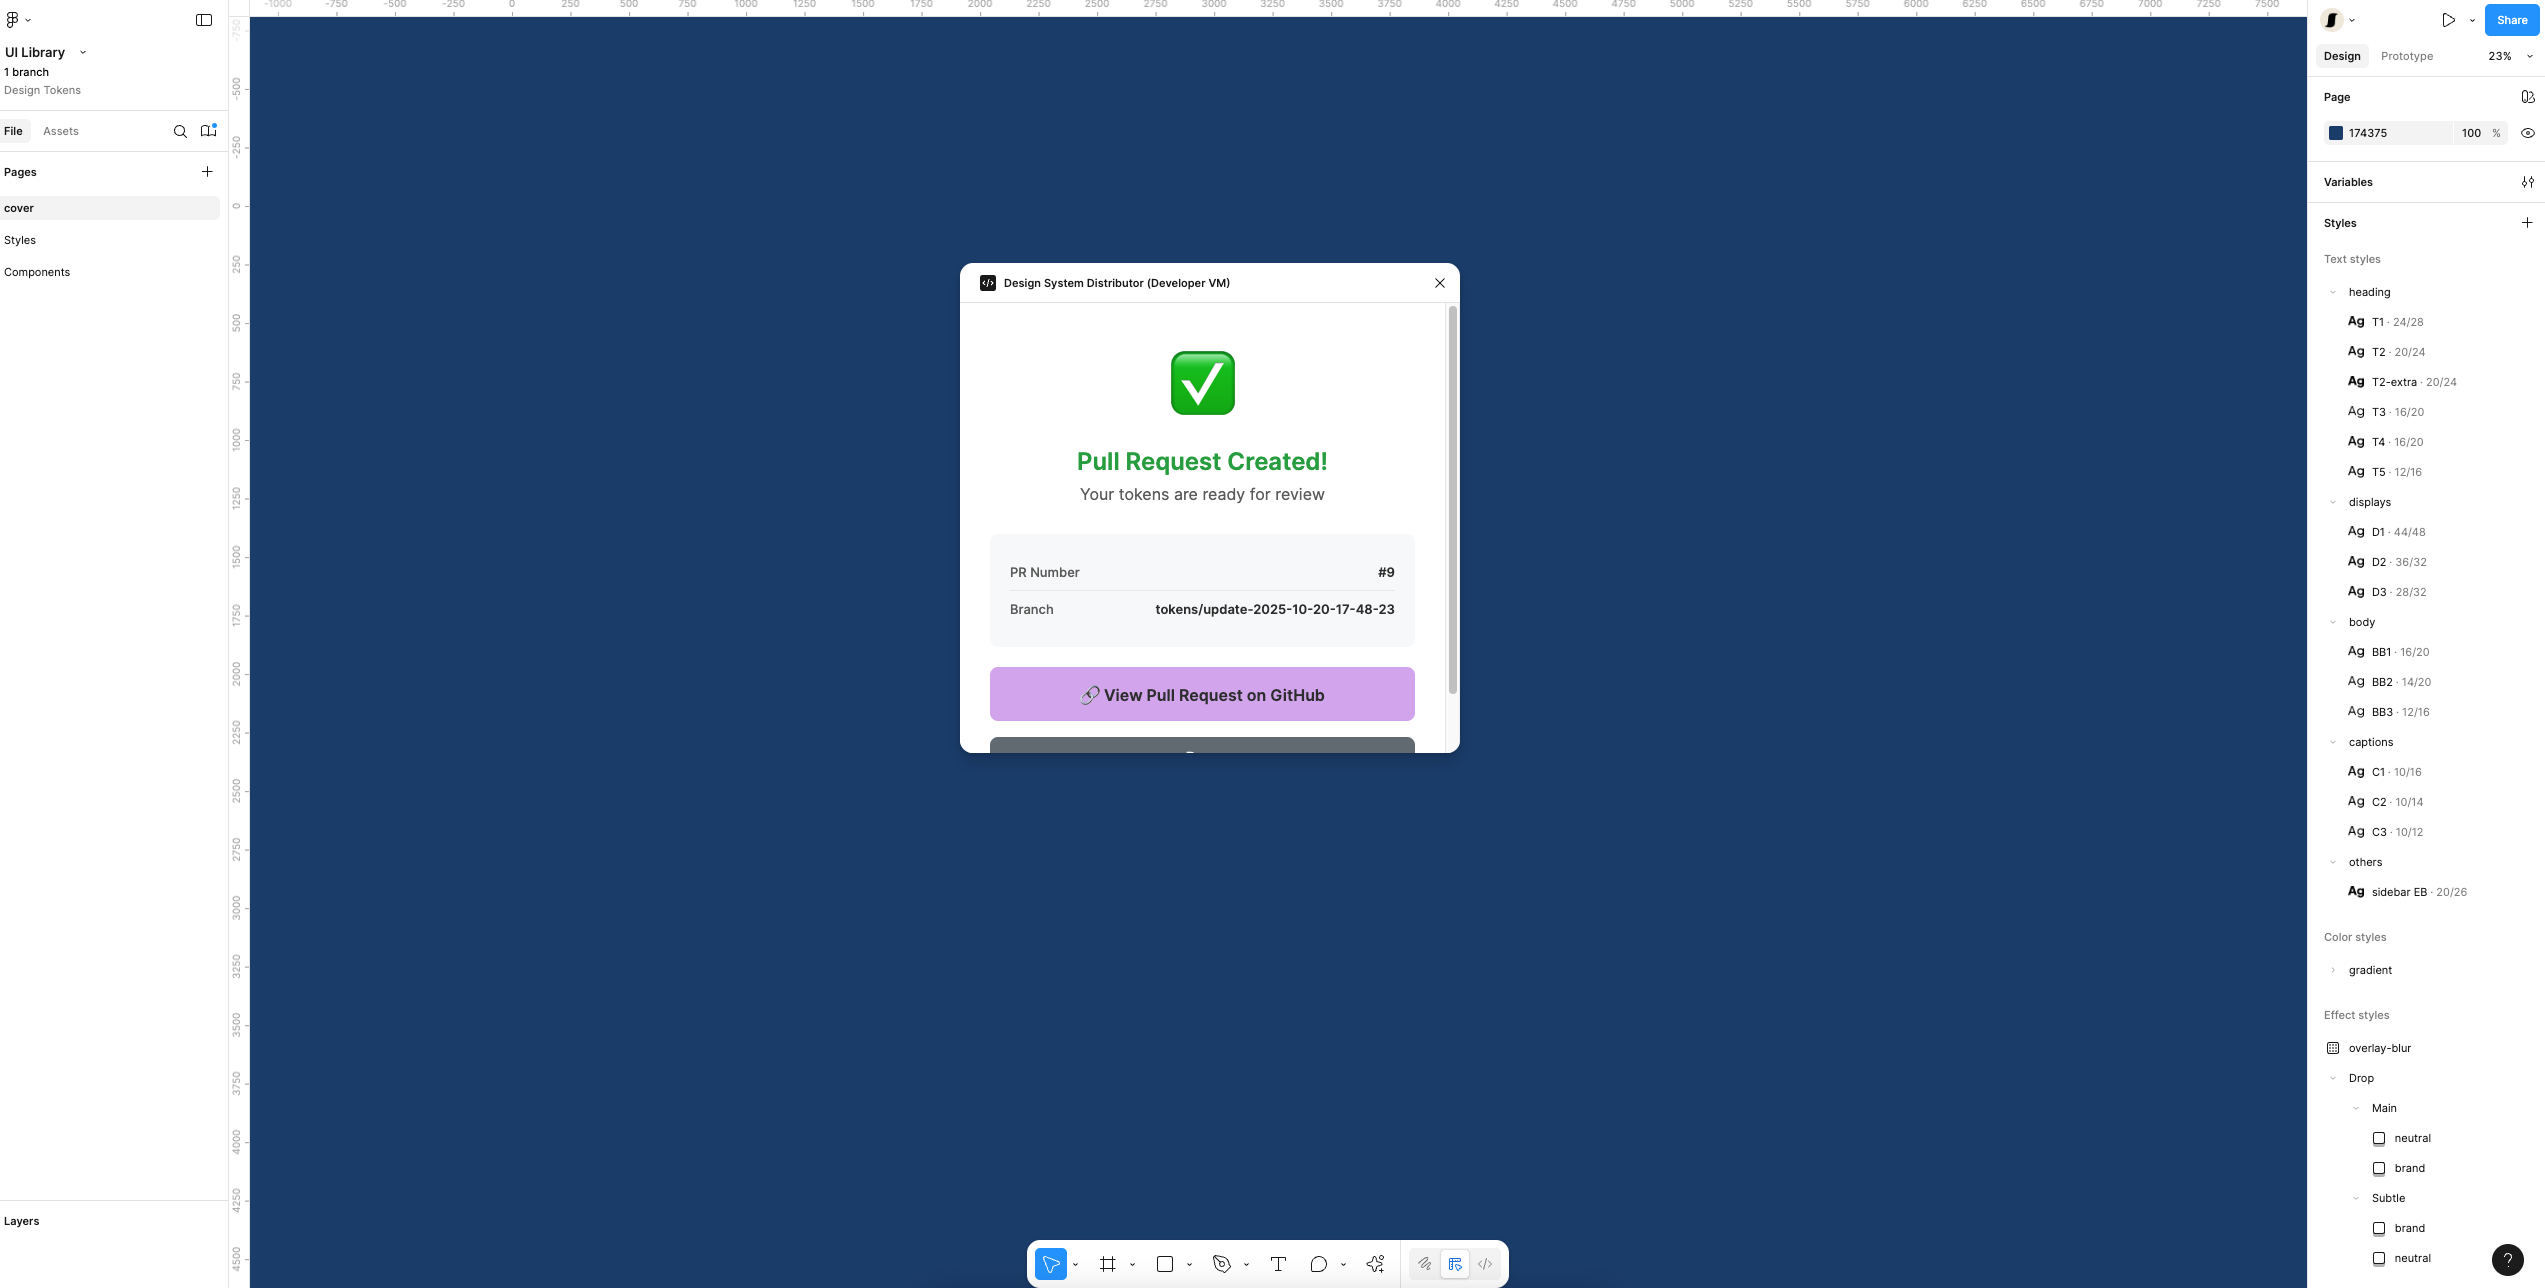 -1000 -750 -500 -250 0 250 500 750 1000 1250 1500 1750 2000 2250 2500 2750 3000 3250 3500 3750 4000 4250 4500 4750 5000 5250 5500 5750 6000 6250 6500 6750 7000 7250 7500
UI Library
1 branch
Design Tokens
File Assets
Pages
cover
Styles
Components
Layers
-750
-500
-250
0
250
500
750
1000
1250
1500
1750
2000
2250
2500
2750
3000
3250
3500
3750
4000
4250
4500
</> Design System Distributor (Developer VM)
Pull Request Created!
Your tokens are ready for review
PR Number #9
Branch tokens/update-2025-10-20-17-48-23
View Pull Request on GitHub
Share
Design Prototype 23%
Page
174375 100 %
Variables
Styles
Text styles
heading
Ag T1 · 24/28
Ag T2 · 20/24
Ag T2-extra · 20/24
Ag T3 · 16/20
Ag T4 · 16/20
Ag T5 · 12/16
displays
Ag D1 · 44/48
Ag D2 · 36/32
Ag D3 · 28/32
body
Ag BB1 · 16/20
Ag BB2 · 14/20
Ag BB3 · 12/16
captions
Ag C1 · 10/16
Ag C2 · 10/14
Ag C3 · 10/12
others
Ag sidebar EB · 20/26
Color styles
gradient
Effect styles
overlay-blur
Drop
Main
neutral
brand
Subtle
brand
neutral
?